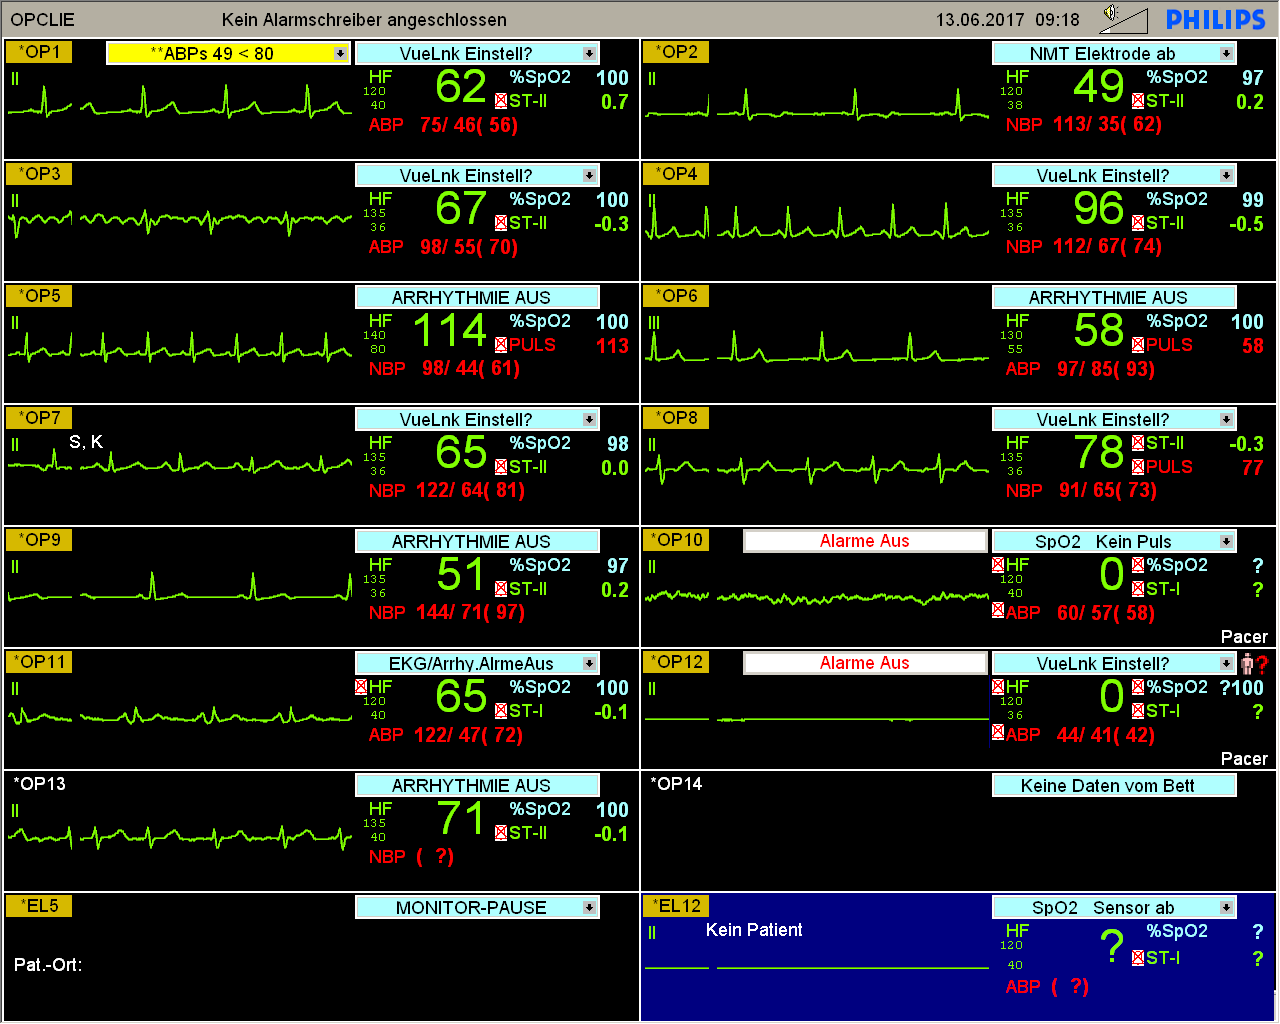 OPCLIE Kein Alarmschreiber angeschlossen 13.06.2017 09:18 PHILIPS
*OP1 **ABPs 49 < 80 VueLnk Einstell?
II HF 62 %SpO2 100
120
40 ST-II 0.7
ABP 75/ 46( 56)
*OP2 NMT Elektrode ab
II HF 49 %SpO2 97
120
38 ST-II 0.2
NBP 113/ 35( 62)
*OP3 VueLnk Einstell?
II HF 67 %SpO2 100
135
36 ST-II -0.3
ABP 98/ 55( 70)
*OP4 VueLnk Einstell?
II HF 96 %SpO2 99
135
36 ST-II -0.5
NBP 112/ 67( 74)
*OP5 ARRHYTHMIE AUS
II HF 114 %SpO2 100
140
80 PULS 113
NBP 98/ 44( 61)
*OP6 ARRHYTHMIE AUS
III HF 58 %SpO2 100
130
55 PULS 58
ABP 97/ 85( 93)
*OP7 VueLnk Einstell?
II S, K HF 65 %SpO2 98
135
36 ST-II 0.0
NBP 122/ 64( 81)
*OP8 VueLnk Einstell?
II HF 78 ST-II -0.3
135
36 PULS 77
NBP 91/ 65( 73)
*OP9 ARRHYTHMIE AUS
II HF 51 %SpO2 97
135
36 ST-II 0.2
NBP 144/ 71( 97)
*OP10 Alarme Aus SpO2 Kein Puls
II HF 0 %SpO2 ?
120
40 ST-I ?
ABP 60/ 57( 58)
Pacer
*OP11 EKG/Arrhy.AlrmeAus
II HF 65 %SpO2 100
120
40 ST-I -0.1
ABP 122/ 47( 72)
*OP12 Alarme Aus VueLnk Einstell? ?
II HF 0 %SpO2 ?100
120
36 ST-I ?
ABP 44/ 41( 42)
Pacer
*OP13 ARRHYTHMIE AUS
II HF 71 %SpO2 100
135
40 ST-II -0.1
NBP ( ?)
*OP14 Keine Daten vom Bett
*EL5 MONITOR-PAUSE
Pat.-Ort:
*EL12 SpO2 Sensor ab
II Kein Patient HF ? %SpO2 ?
120
40 ST-I ?
ABP ( ?)